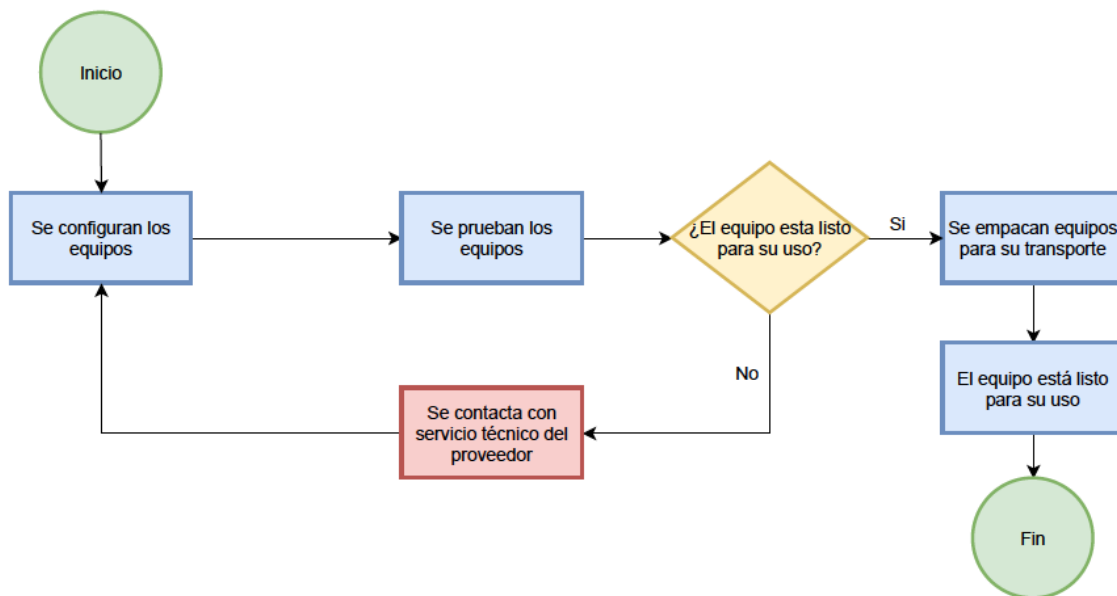 Inicio
Se configuran los
equipos
Se prueban los
equipos
¿El equipo esta listo
para su uso?
Si
Se empacan equipos
para su transporte
No
El equipo está listo
para su uso
Se contacta con
servicio técnico del
proveedor
Fin